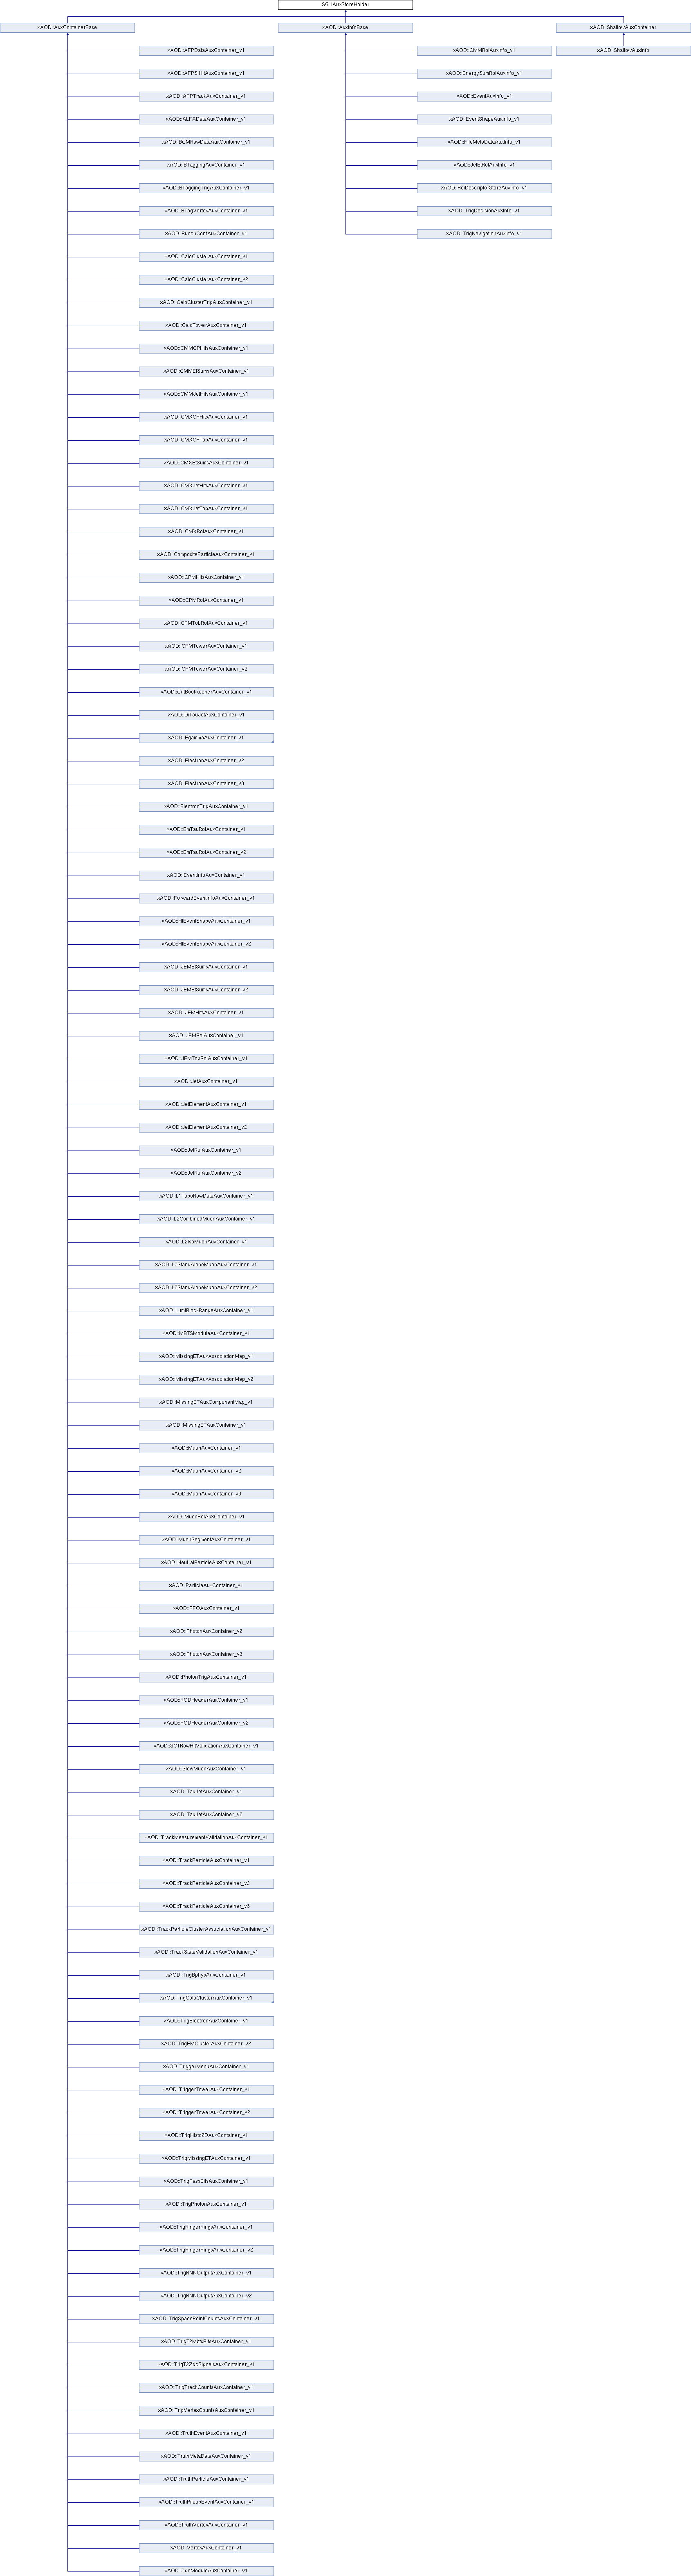 SG::IAuxStoreHolder
xAOD::AuxContainerBase
xAOD::AuxInfoBase
xAOD::ShallowAuxContainer
xAOD::AFPDataAuxContainer_v1
xAOD::CMMRoIAuxInfo_v1
xAOD::ShallowAuxInfo
xAOD::AFPSiHitAuxContainer_v1
xAOD::EnergySumRoIAuxInfo_v1
xAOD::AFPTrackAuxContainer_v1
xAOD::EventAuxInfo_v1
xAOD::ALFADataAuxContainer_v1
xAOD::EventShapeAuxInfo_v1
xAOD::BCMRawDataAuxContainer_v1
xAOD::FileMetaDataAuxInfo_v1
xAOD::BTaggingAuxContainer_v1
xAOD::JetEtRoIAuxInfo_v1
xAOD::BTaggingTrigAuxContainer_v1
xAOD::RoiDescriptorStoreAuxInfo_v1
xAOD::BTagVertexAuxContainer_v1
xAOD::TrigDecisionAuxInfo_v1
xAOD::BunchConfAuxContainer_v1
xAOD::TrigNavigationAuxInfo_v1
xAOD::CaloClusterAuxContainer_v1
xAOD::CaloClusterAuxContainer_v2
xAOD::CaloClusterTrigAuxContainer_v1
xAOD::CaloTowerAuxContainer_v1
xAOD::CMMCPHitsAuxContainer_v1
xAOD::CMMEtSumsAuxContainer_v1
xAOD::CMMJetHitsAuxContainer_v1
xAOD::CMXCPHitsAuxContainer_v1
xAOD::CMXCPTobAuxContainer_v1
xAOD::CMXEtSumsAuxContainer_v1
xAOD::CMXJetHitsAuxContainer_v1
xAOD::CMXJetTobAuxContainer_v1
xAOD::CMXRoIAuxContainer_v1
xAOD::CompositeParticleAuxContainer_v1
xAOD::CPMHitsAuxContainer_v1
xAOD::CPMRoIAuxContainer_v1
xAOD::CPMTobRoIAuxContainer_v1
xAOD::CPMTowerAuxContainer_v1
xAOD::CPMTowerAuxContainer_v2
xAOD::CutBookkeeperAuxContainer_v1
xAOD::DiTauJetAuxContainer_v1
xAOD::EgammaAuxContainer_v1
xAOD::ElectronAuxContainer_v2
xAOD::ElectronAuxContainer_v3
xAOD::ElectronTrigAuxContainer_v1
xAOD::EmTauRoIAuxContainer_v1
xAOD::EmTauRoIAuxContainer_v2
xAOD::EventInfoAuxContainer_v1
xAOD::ForwardEventInfoAuxContainer_v1
xAOD::HIEventShapeAuxContainer_v1
xAOD::HIEventShapeAuxContainer_v2
xAOD::JEMEtSumsAuxContainer_v1
xAOD::JEMEtSumsAuxContainer_v2
xAOD::JEMHitsAuxContainer_v1
xAOD::JEMRoIAuxContainer_v1
xAOD::JEMTobRoIAuxContainer_v1
xAOD::JetAuxContainer_v1
xAOD::JetElementAuxContainer_v1
xAOD::JetElementAuxContainer_v2
xAOD::JetRoIAuxContainer_v1
xAOD::JetRoIAuxContainer_v2
xAOD::L1TopoRawDataAuxContainer_v1
xAOD::L2CombinedMuonAuxContainer_v1
xAOD::L2IsoMuonAuxContainer_v1
xAOD::L2StandAloneMuonAuxContainer_v1
xAOD::L2StandAloneMuonAuxContainer_v2
xAOD::LumiBlockRangeAuxContainer_v1
xAOD::MBTSModuleAuxContainer_v1
xAOD::MissingETAuxAssociationMap_v1
xAOD::MissingETAuxAssociationMap_v2
xAOD::MissingETAuxComponentMap_v1
xAOD::MissingETAuxContainer_v1
xAOD::MuonAuxContainer_v1
xAOD::MuonAuxContainer_v2
xAOD::MuonAuxContainer_v3
xAOD::MuonRoIAuxContainer_v1
xAOD::MuonSegmentAuxContainer_v1
xAOD::NeutralParticleAuxContainer_v1
xAOD::ParticleAuxContainer_v1
xAOD::PFOAuxContainer_v1
xAOD::PhotonAuxContainer_v2
xAOD::PhotonAuxContainer_v3
xAOD::PhotonTrigAuxContainer_v1
xAOD::RODHeaderAuxContainer_v1
xAOD::RODHeaderAuxContainer_v2
xAOD::SCTRawHitValidationAuxContainer_v1
xAOD::SlowMuonAuxContainer_v1
xAOD::TauJetAuxContainer_v1
xAOD::TauJetAuxContainer_v2
xAOD::TrackMeasurementValidationAuxContainer_v1
xAOD::TrackParticleAuxContainer_v1
xAOD::TrackParticleAuxContainer_v2
xAOD::TrackParticleAuxContainer_v3
xAOD::TrackParticleClusterAssociationAuxContainer_v1
xAOD::TrackStateValidationAuxContainer_v1
xAOD::TrigBphysAuxContainer_v1
xAOD::TrigCaloClusterAuxContainer_v1
xAOD::TrigElectronAuxContainer_v1
xAOD::TrigEMClusterAuxContainer_v2
xAOD::TriggerMenuAuxContainer_v1
xAOD::TriggerTowerAuxContainer_v1
xAOD::TriggerTowerAuxContainer_v2
xAOD::TrigHisto2DAuxContainer_v1
xAOD::TrigMissingETAuxContainer_v1
xAOD::TrigPassBitsAuxContainer_v1
xAOD::TrigPhotonAuxContainer_v1
xAOD::TrigRingerRingsAuxContainer_v1
xAOD::TrigRingerRingsAuxContainer_v2
xAOD::TrigRNNOutputAuxContainer_v1
xAOD::TrigRNNOutputAuxContainer_v2
xAOD::TrigSpacePointCountsAuxContainer_v1
xAOD::TrigT2MbtsBitsAuxContainer_v1
xAOD::TrigT2ZdcSignalsAuxContainer_v1
xAOD::TrigTrackCountsAuxContainer_v1
xAOD::TrigVertexCountsAuxContainer_v1
xAOD::TruthEventAuxContainer_v1
xAOD::TruthMetaDataAuxContainer_v1
xAOD::TruthParticleAuxContainer_v1
xAOD::TruthPileupEventAuxContainer_v1
xAOD::TruthVertexAuxContainer_v1
xAOD::VertexAuxContainer_v1
xAOD::ZdcModuleAuxContainer_v1